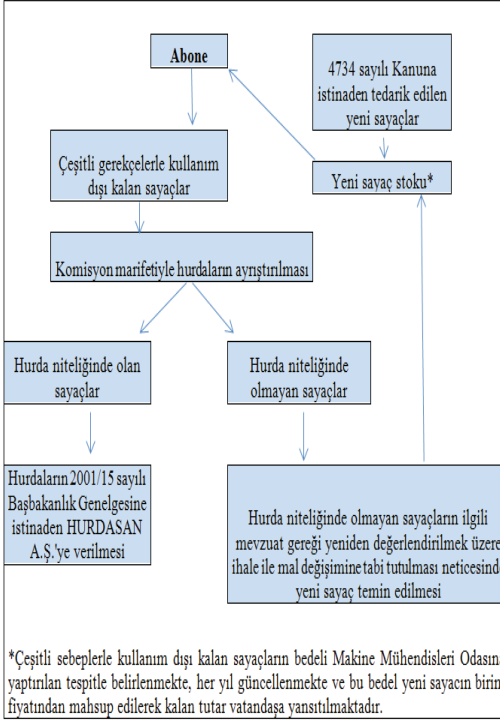 Abone
4734 sayılı Kanuna
istinaden tedarik edilen
yeni sayaçlar
Çeşitli gerekçelerle kullanım
dışı kalan sayaçlar
Yeni sayaç stoku*
Komisyon marifetiyle hurdaların ayrıştırılması
Hurda niteliğinde olan
sayaçlar
Hurda niteliğinde
olmayan sayaçlar
Hurdaların 2001/15 sayılı
Başbakanlık Genelgesine
istinaden HURDASAN
A.Ş.'ye verilmesi
Hurda niteliğinde olmayan sayaçların ilgili
mevzuat gereği yeniden değerlendirilmek üzere
ihale ile mal değişimine tabi tutulması neticesind
yeni sayaç temin edilmesi
*Çeşitli sebeplerle kullanım dışı kalan sayaçların bedeli Makine Mühendisleri Odasın
yaptırılan tespitle belirlenmekte, her yıl güncellenmekte ve bu bedel yeni sayacın birin
fiyatından mahsup edilerek kalan tutar vatandaşa yansıtılmaktadır.